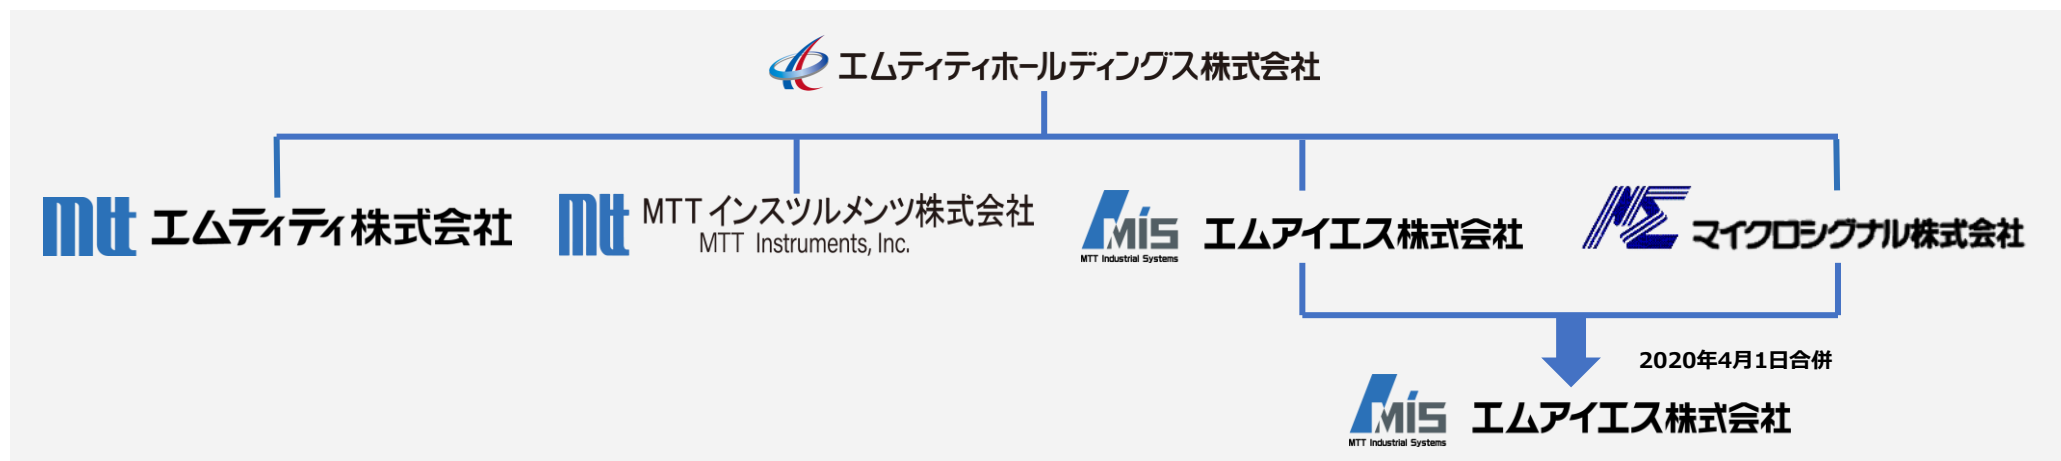 エムティティホールディングス株式会社
mtt エムティティ株式会社
mtt MTT インスツルメンツ株式会社
MTT Instruments, Inc.
MIS エムアイエス株式会社
MTT Industrial Systems
マイクロシグナル株式会社
2020年4月1日合併
MIS エムアイエス株式会社
MTT Industrial Systems